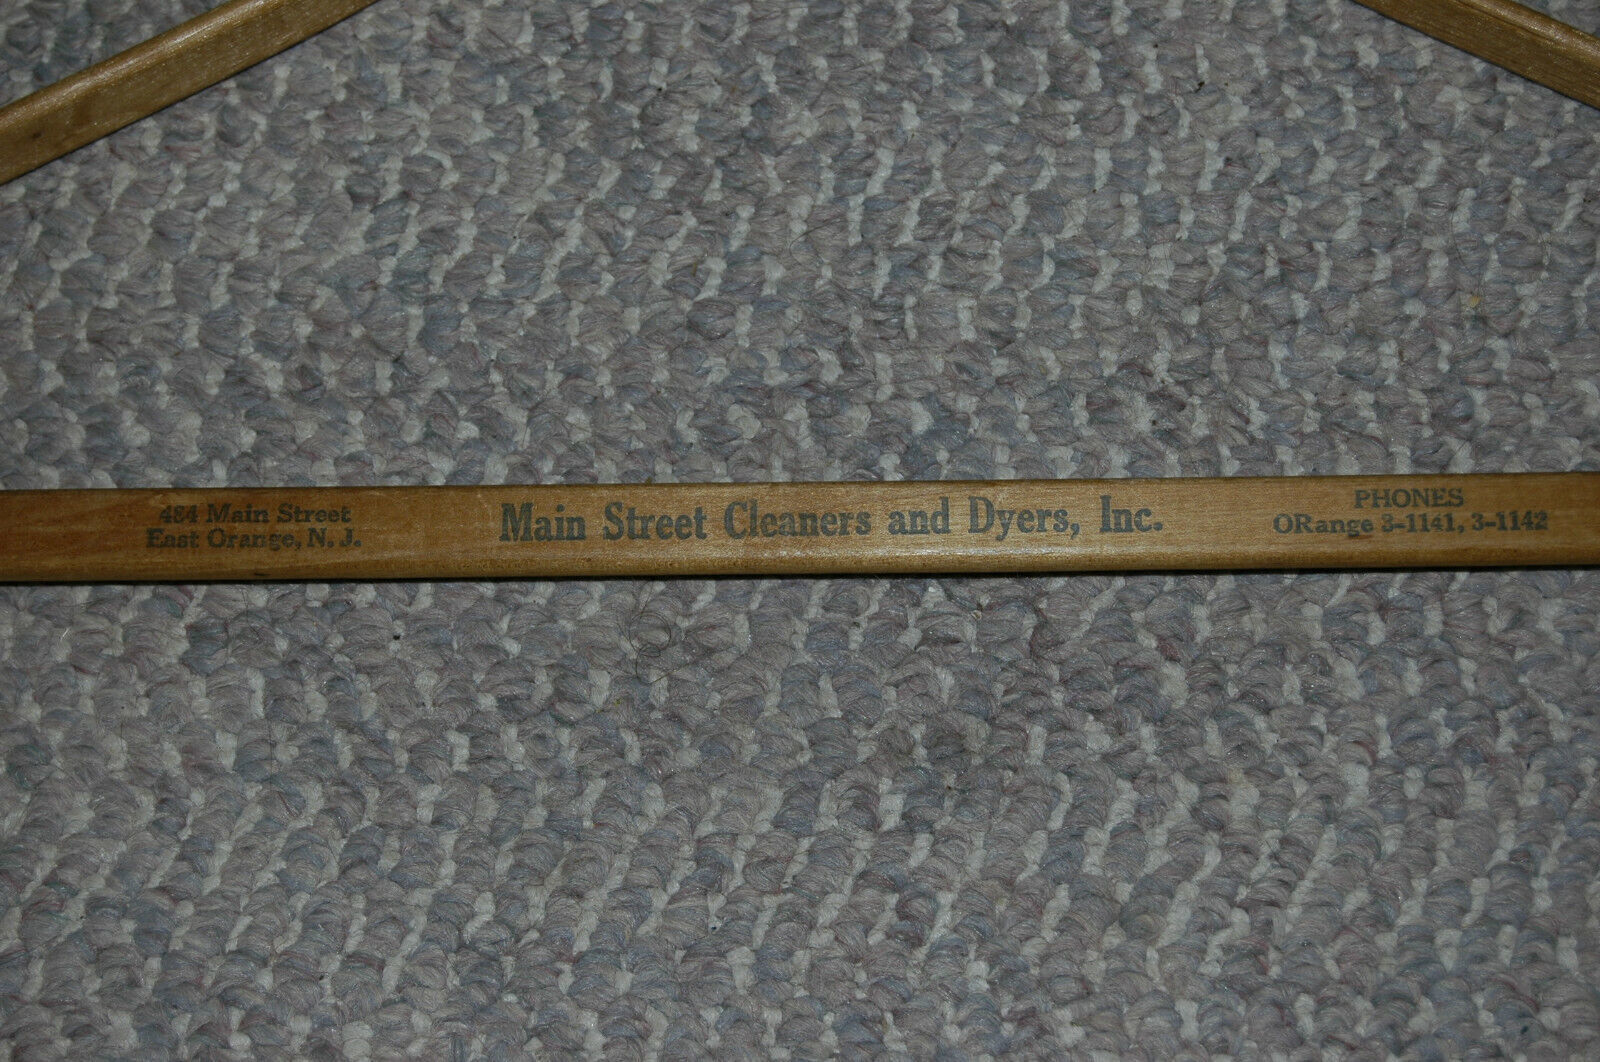 484 Main Street
East Orange, N. J.
Main Street Cleaners and Dyers, Inc.
PHONES
ORange 3-1141, 3-1142